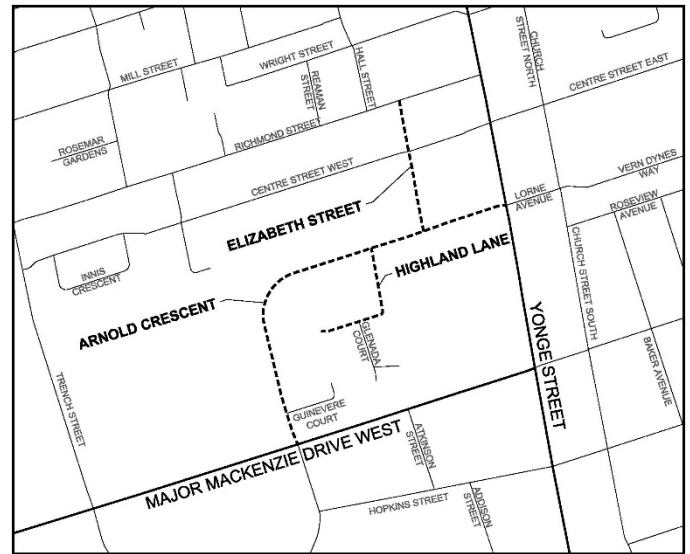 MILL STREET
WRIGHT STREET
REAMAN
STREET
HALL STREET
CHURCH
STREET NORTH
CENTRE STREET EAST
ROSEMAR
GARDENS
RICHMOND STREET
CENTRE STREET WEST
VERN DYNES
WAY
LORNE
AVENUE
ROSEVIEW
AVENUE
ELIZABETH STREET
HIGHLAND LANE
INNIS
CRESCENT
ARNOLD CRESCENT
GLENADA
COURT
CHURCH STREET SOUTH
YONGE STREET
BAKER AVENUE
TRENCH STREET
GUINEVERE
COURT
MAJOR MACKENZIE DRIVE WEST
ATKINSON
STREET
HOPKINS STREET
ADDISON
STREET